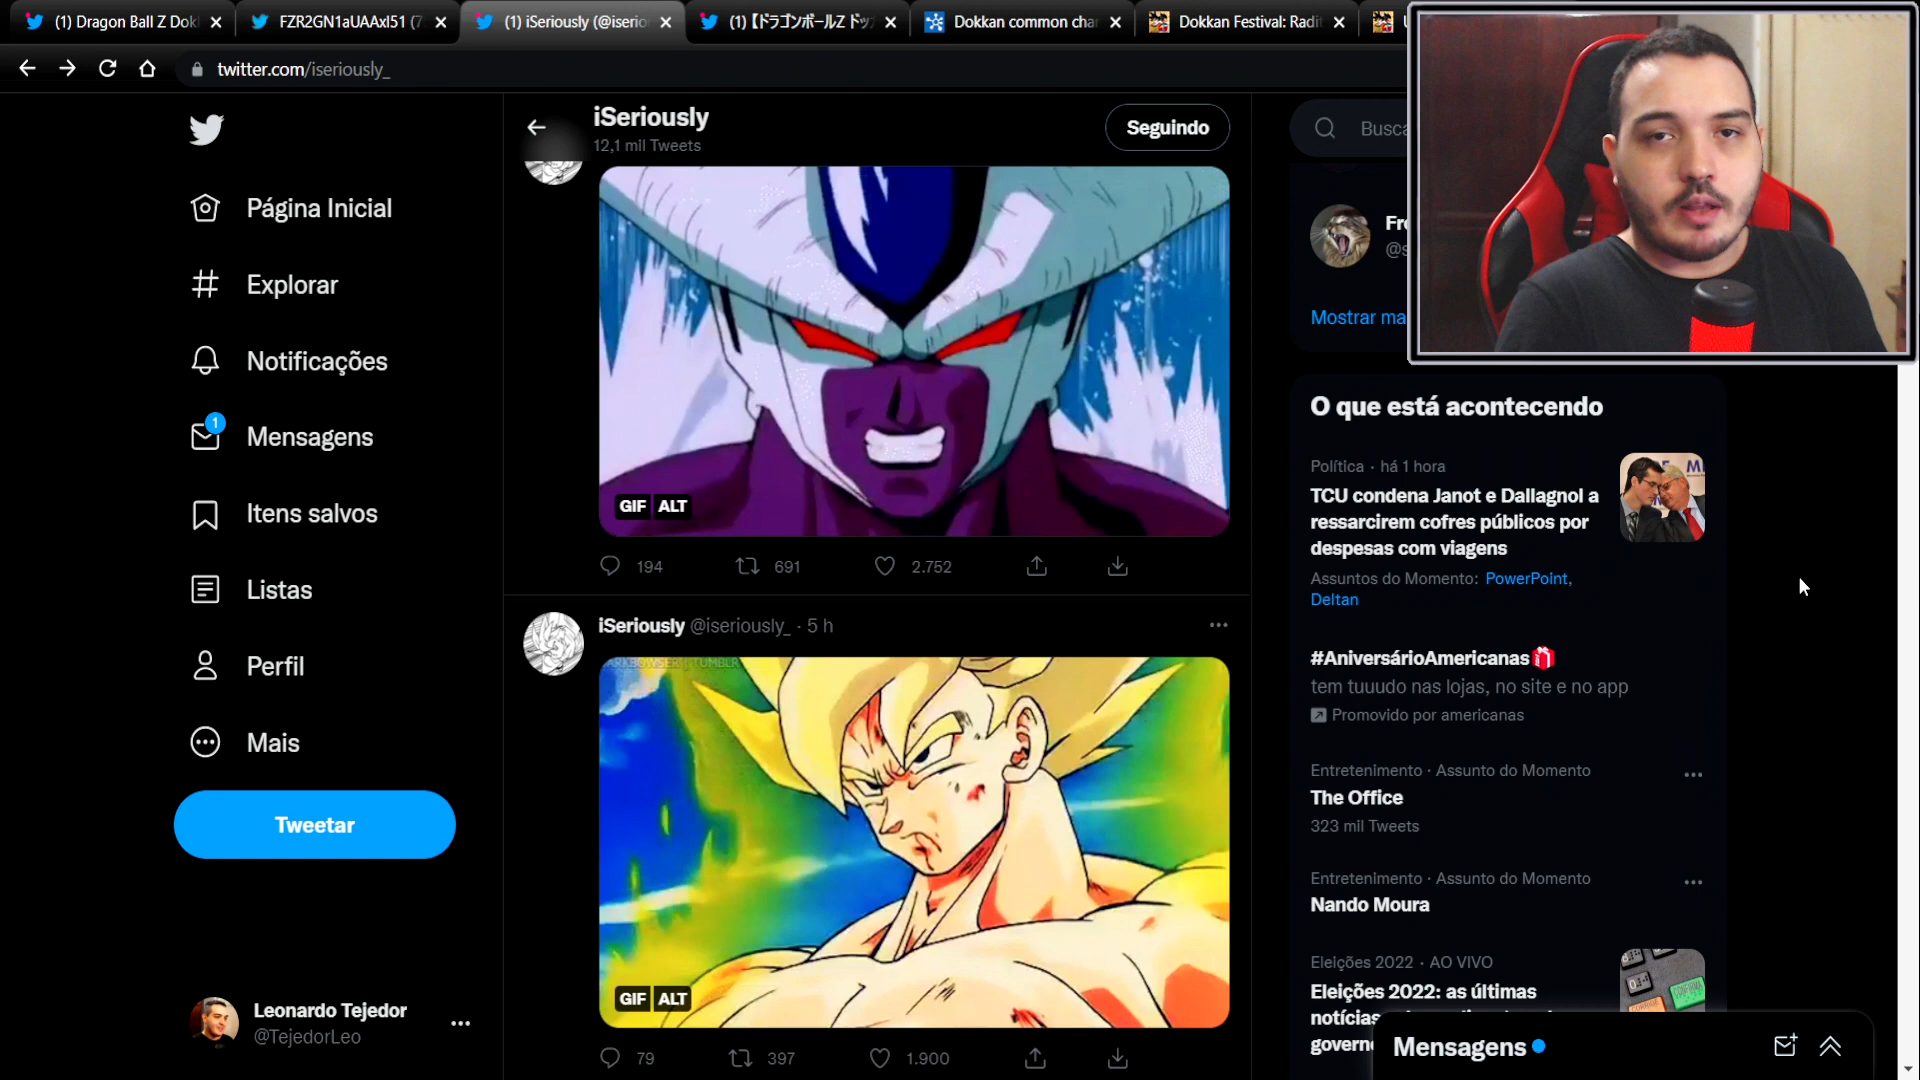 (1) Dragon Ball Z Dok
FZR2GN1aUAAxl51 (7
(1) iSeriously (@iserio
(1)【ドラゴンボールZ ドッ
Dokkan common cha
Dokkan Festival: Radit
U
twitter.com/iseriously_
Página Inicial
Explorar
Notificações
1
Mensagens
Itens salvos
Listas
Perfil
Mais
Tweetar
Leonardo Tejedor
@TejedorLeo
iSeriously
12,1 mil Tweets
Seguindo
GIF ALT
194
691
2.752
iSeriously @iseriously_ · 5 h
ARKBOWSER | TUMBLR
GIF ALT
79
397
1.900
Busca
Fr
@s
Mostrar ma
O que está acontecendo
Política · há 1 hora
TCU condena Janot e Dallagnol a
ressarcirem cofres públicos por
despesas com viagens
Assuntos do Momento: PowerPoint,
Deltan
#AniversárioAmericanas
tem tuuudo nas lojas, no site e no app
Promovido por americanas
Entretenimento · Assunto do Momento
The Office
323 mil Tweets
Entretenimento · Assunto do Momento
Nando Moura
Eleições 2022 · AO VIVO
Eleições 2022: as últimas
notícias
governo
Mensagens